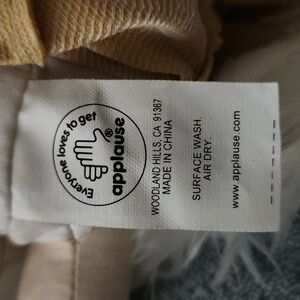 Everyone loves to get
applause®
WOODLAND HILLS, CA 91367
MADE IN CHINA
SURFACE WASH.
AIR DRY.
www.applause.com